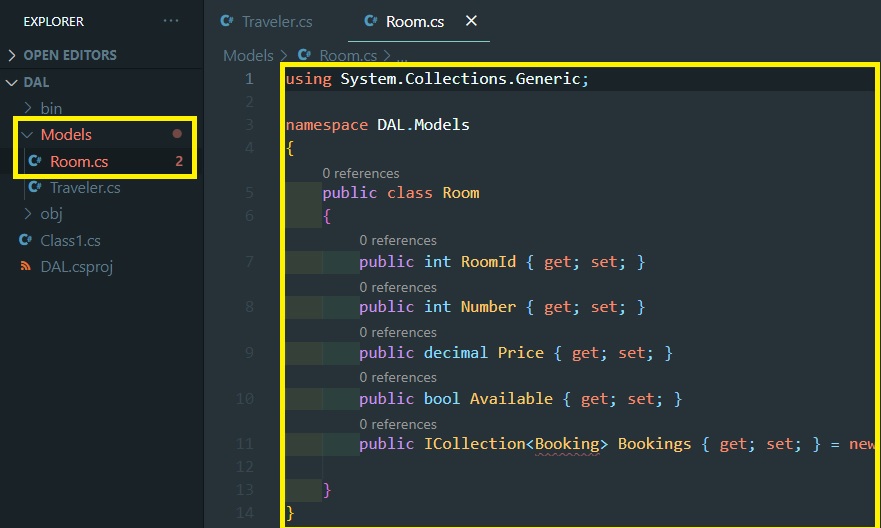 EXPLORER ...
OPEN EDITORS
DAL
bin
Models
Room.cs 2
Traveler.cs
obj
Class1.cs
DAL.csproj
Traveler.cs Room.cs
Models > Room.cs > ...
1 using System.Collections.Generic;
2
3 namespace DAL.Models
4 {
0 references
5 public class Room
6 {
0 references
7 public int RoomId { get; set; }
0 references
8 public int Number { get; set; }
0 references
9 public decimal Price { get; set; }
0 references
10 public bool Available { get; set; }
0 references
11 public ICollection<Booking> Bookings { get; set; } = new
12
13 }
14 }